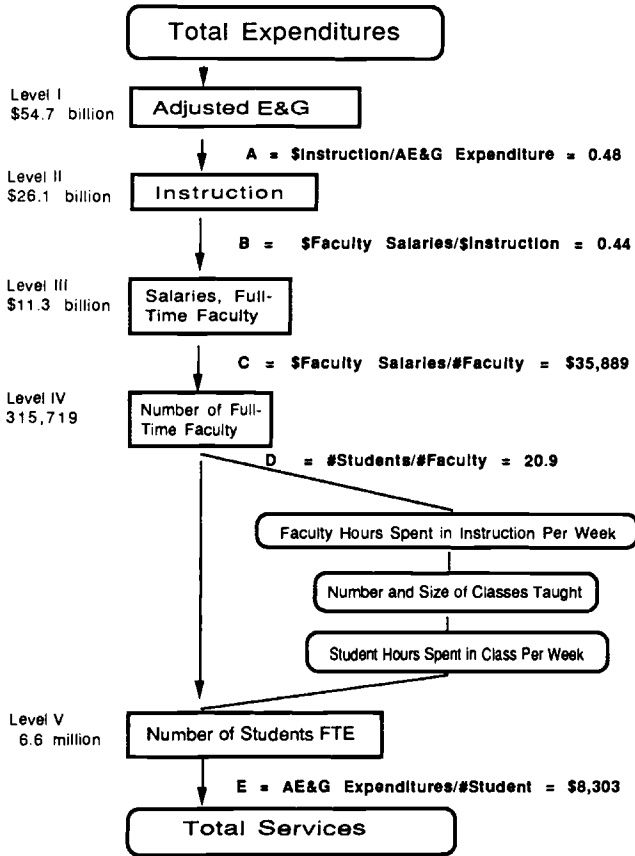 Total Expenditures
Level I
$54.7 billion
Adjusted E&G
A = $Instruction/AE&G Expenditure = 0.48
Level II
$26.1 billion
Instruction
B = $Faculty Salaries/$Instruction = 0.44
Level III
$11.3 billion
Salaries, Full-
Time Faculty
C = $Faculty Salaries/#Faculty = $35,889
Level IV
315,719
Number of Full-
Time Faculty
D = #Students/#Faculty = 20.9
Faculty Hours Spent in Instruction Per Week
Number and Size of Classes Taught
Student Hours Spent in Class Per Week
Level V
6.6 million
Number of Students FTE
E = AE&G Expenditures/#Student = $8,303
Total Services